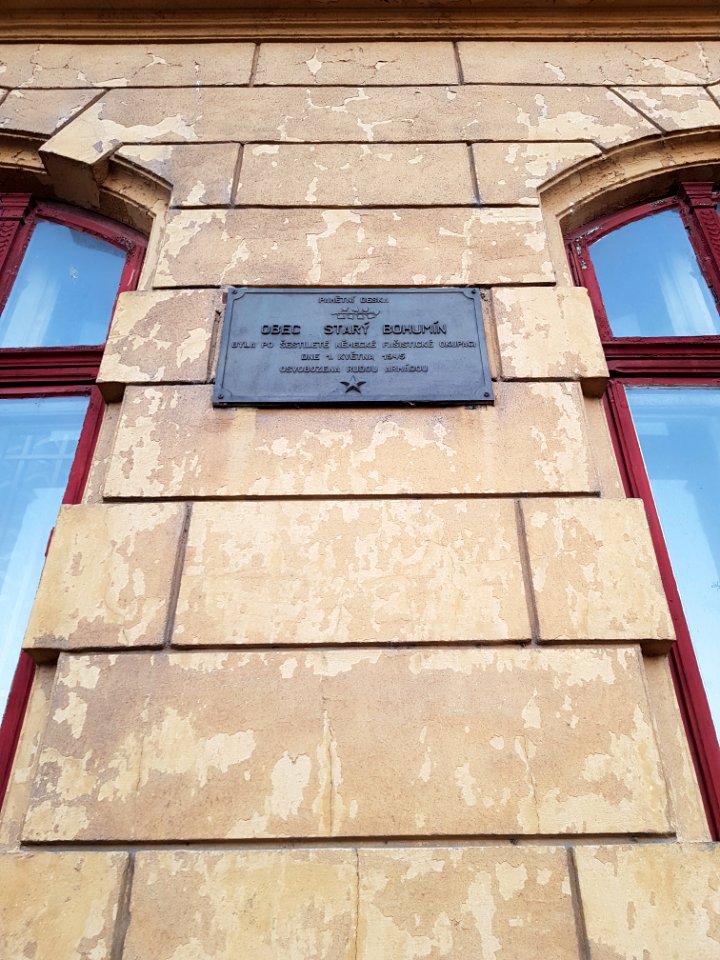 PAMĚTNÍ DESKA
OBEC STARÝ BOHUMÍN
BYLA PO ŠESTILETÉ NĚMECKÉ FAŠISTICKÉ OKUPACI
DNE 1. KVĚTNA 1945
OSVOBOZENA RUDOU ARMÁDOU